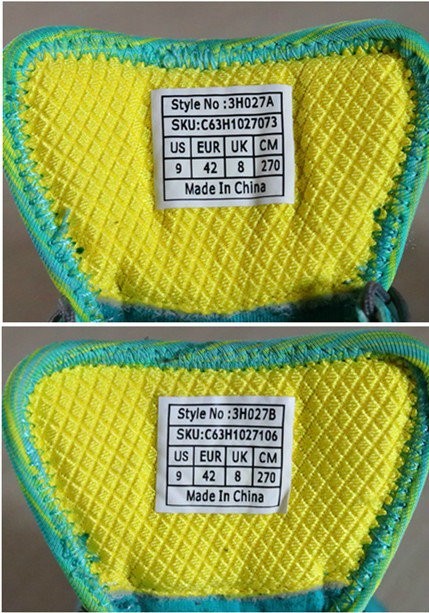 Style No :3H027A
SKU:C63H1027073
US EUR UK CM
9 42 8 270
Made In China
Style No :3H027B
SKU:C63H1027106
US EUR UK CM
9 42 8 270
Made In China